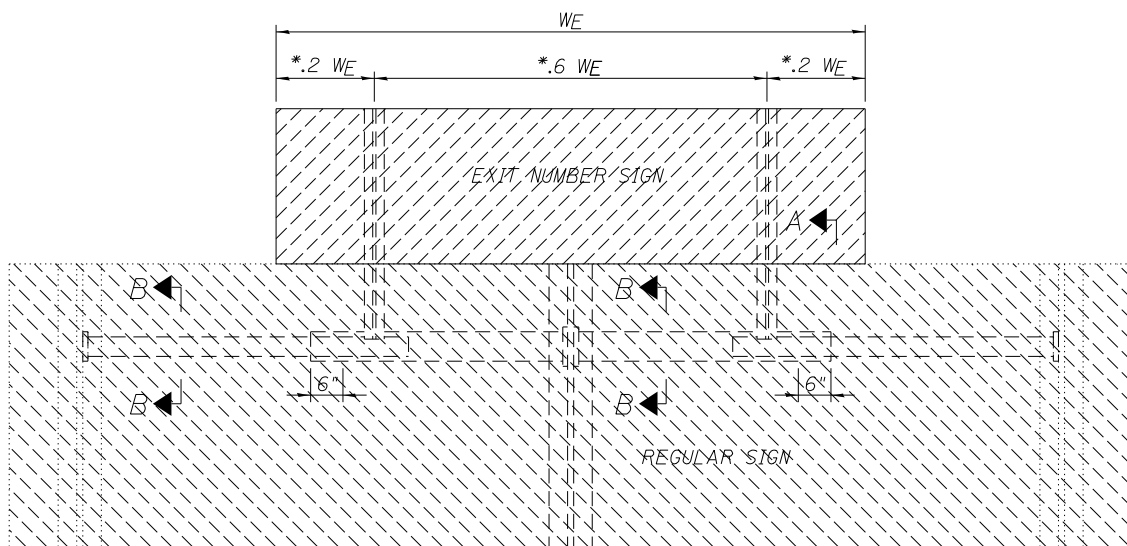 WE
*.2 WE *.6 WE *.2 WE
EXIT NUMBER SIGN
A
B B
6" 6"
B B
REGULAR SIGN